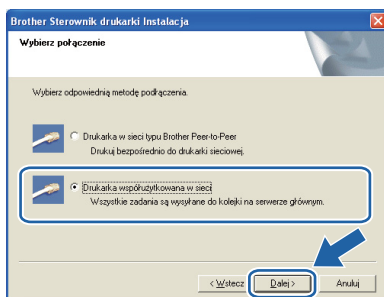 Brother Sterownik drukarki Instalacja
Wybierz połączenie
Wybierz odpowiednią metodę podłączenia.
Drukarka w sieci typu Brother Peer-to-Peer
Drukuj bezpośrednio do drukarki sieciowej.
Drukarka współużytkowana w sieci
Wszystkie zadania są wysyłane do kolejki na serwerze głównym.
< Wstecz Dalej > Anuluj